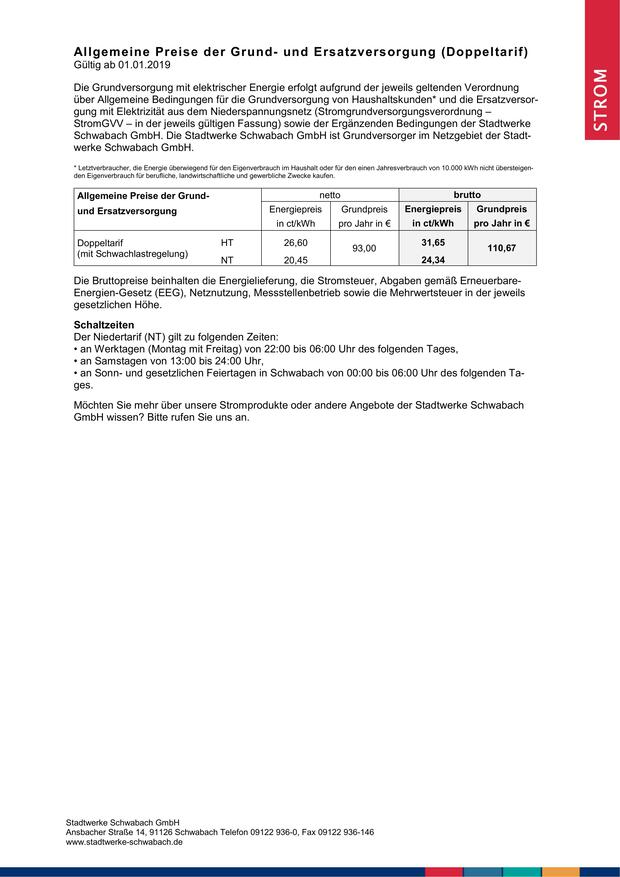 STROM
Allgemeine Preise der Grund- und Ersatzversorgung (Doppeltarif)
Gültig ab 01.01.2019
Die Grundversorgung mit elektrischer Energie erfolgt aufgrund der jeweils geltenden Verordnung
über Allgemeine Bedingungen für die Grundversorgung von Haushaltskunden* und die Ersatzversor-
gung mit Elektrizität aus dem Niederspannungsnetz (Stromgrundversorgungsverordnung –
StromGVV – in der jeweils gültigen Fassung) sowie der Ergänzenden Bedingungen der Stadtwerke
Schwabach GmbH. Die Stadtwerke Schwabach GmbH ist Grundversorger im Netzgebiet der Stadt-
werke Schwabach GmbH.
* Letztverbraucher, die Energie überwiegend für den Eigenverbrauch im Haushalt oder für den einen Jahresverbrauch von 10.000 kWh nicht übersteigen-
den Eigenverbrauch für berufliche, landwirtschaftliche und gewerbliche Zwecke kaufen.
Allgemeine Preise der Grund- netto brutto
und Ersatzversorgung Energiepreis Grundpreis Energiepreis Grundpreis
in ct/kWh pro Jahr in € in ct/kWh pro Jahr in €
Doppeltarif HT 26,60 93,00 31,65 110,67
(mit Schwachlastregelung) NT 20,45 24,34
Die Bruttopreise beinhalten die Energielieferung, die Stromsteuer, Abgaben gemäß Erneuerbare-
Energien-Gesetz (EEG), Netznutzung, Messstellenbetrieb sowie die Mehrwertsteuer in der jeweils
gesetzlichen Höhe.
Schaltzeiten
Der Niedertarif (NT) gilt zu folgenden Zeiten:
• an Werktagen (Montag mit Freitag) von 22:00 bis 06:00 Uhr des folgenden Tages,
• an Samstagen von 13:00 bis 24:00 Uhr,
• an Sonn- und gesetzlichen Feiertagen in Schwabach von 00:00 bis 06:00 Uhr des folgenden Ta-
ges.
Möchten Sie mehr über unsere Stromprodukte oder andere Angebote der Stadtwerke Schwabach
GmbH wissen? Bitte rufen Sie uns an.
Stadtwerke Schwabach GmbH
Ansbacher Straße 14, 91126 Schwabach Telefon 09122 936-0, Fax 09122 936-146
www.stadtwerke-schwabach.de